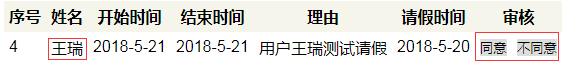 序号 姓名 开始时间 结束时间 理由 请假时间 审核
4 王瑞 2018-5-21 2018-5-21 用户王瑞测试请假 2018-5-20 同意 不同意